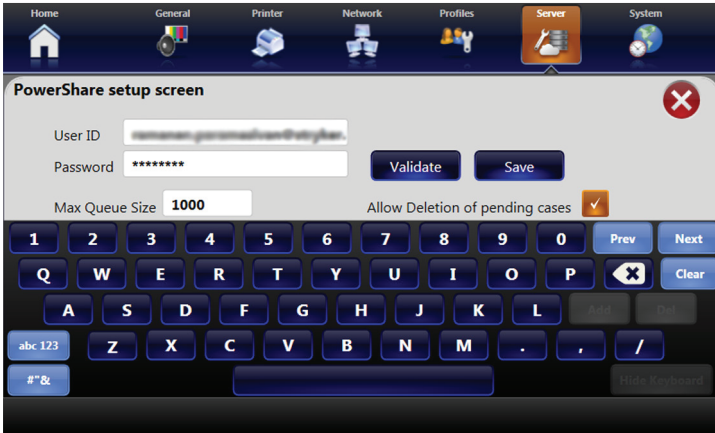 Home General Printer Network Profiles Server System
PowerShare setup screen
User ID
Password ******** Validate Save
Max Queue Size 1000 Allow Deletion of pending cases
1 2 3 4 5 6 7 8 9 0 Prev Next
Q W E R T Y U I O P Clear
A S D F G H J K L Add Del
abc 123 Z X C V B N M . , /
#"& Hide Keyboard